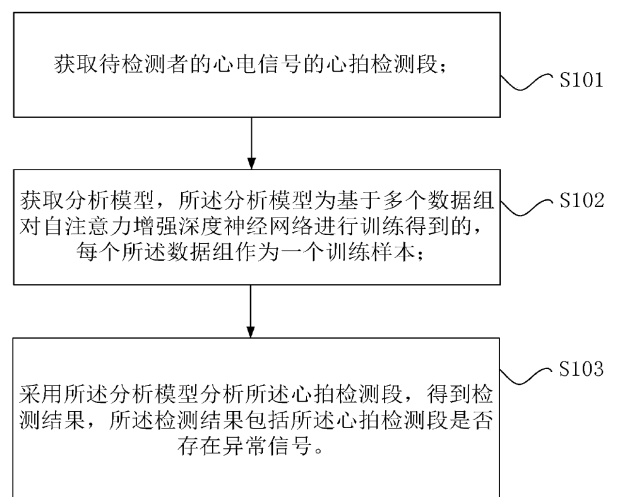 获取待检测者的心电信号的心拍检测段；
S101
获取分析模型，所述分析模型为基于多个数据组
对自注意力增强深度神经网络进行训练得到的，
每个所述数据组作为一个训练样本；
S102
采用所述分析模型分析所述心拍检测段，得到检
测结果，所述检测结果包括所述心拍检测段是否
存在异常信号。
S103